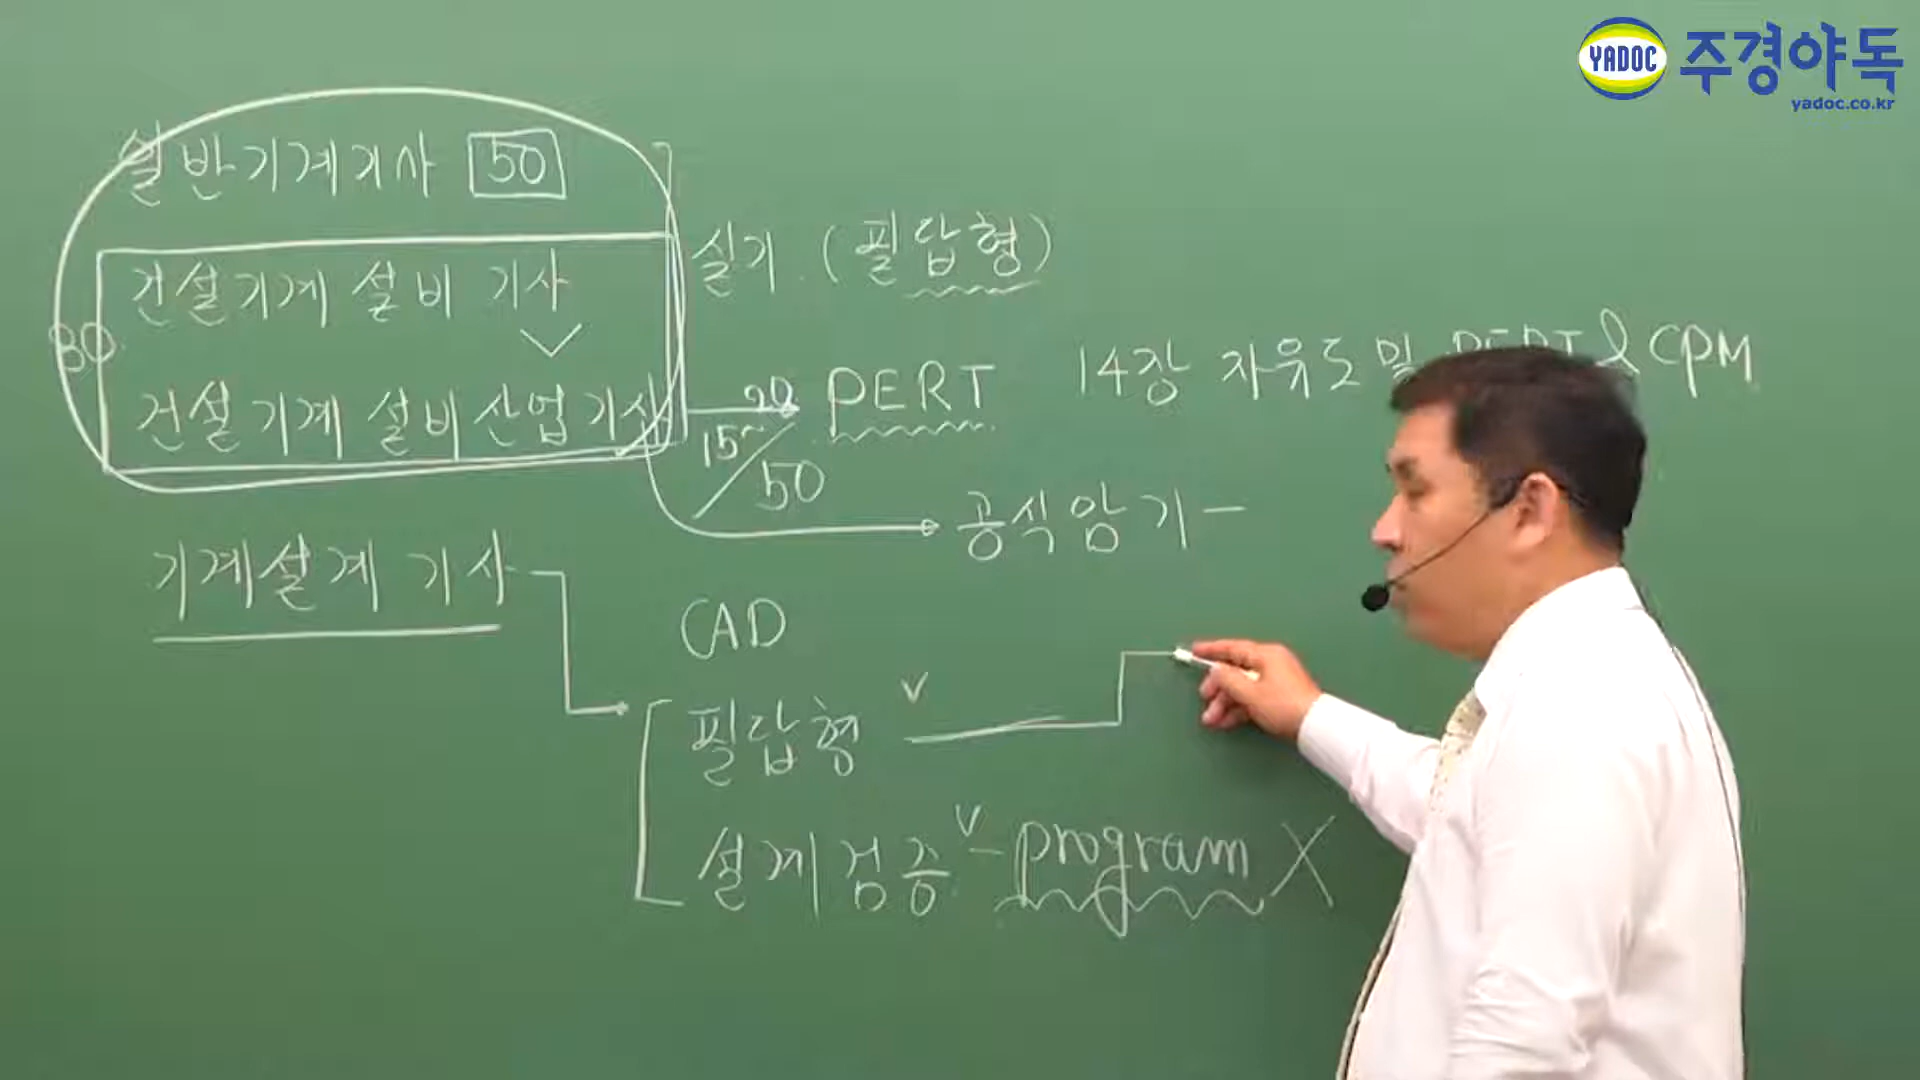 YADOC 주경야독
yadoc.co.kr
일반기계기사 50
건설기계 설비 기사
실기 (필답형)
80
건설기계 설비 산업기사
15~20/50
PERT
14장 자유도 및 PERT & CPM
공식암기 -
기계설계 기사
CAD
필답형 v
설계검증 v - program X